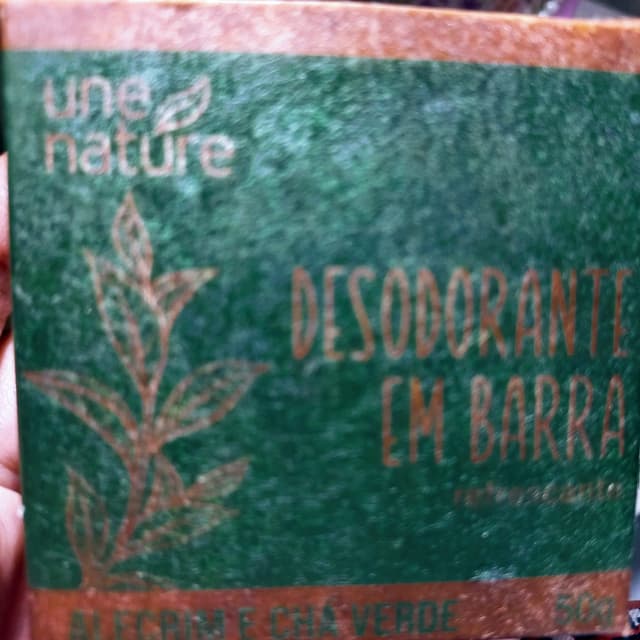 une
nature
DESODORANTE
EM BARRA
refrescante
ALECRIM E CHÁ VERDE 50g